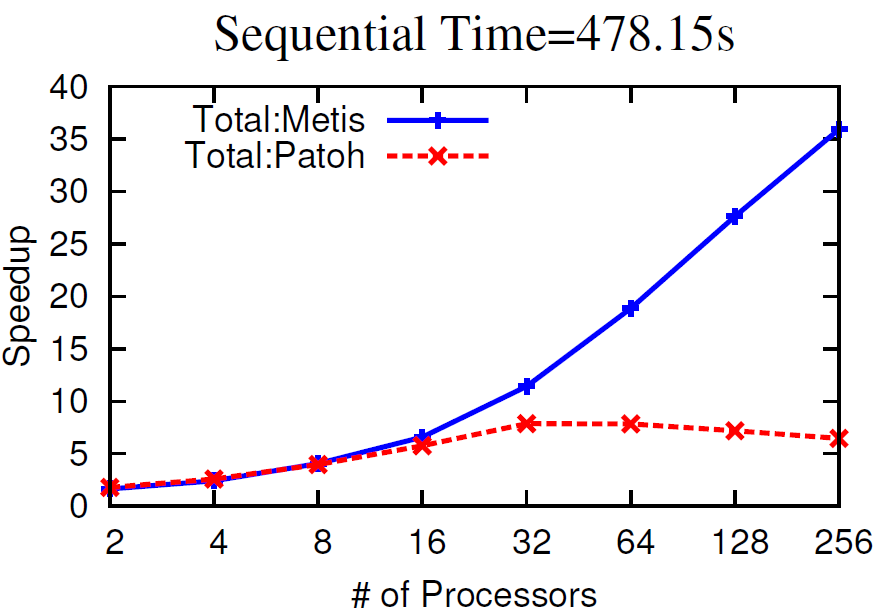 Sequential Time=478.15s
40
35
30
25
20
15
10
5
0
Speedup
Total:Metis
Total:Patoh
2 4 8 16 32 64 128 256
# of Processors